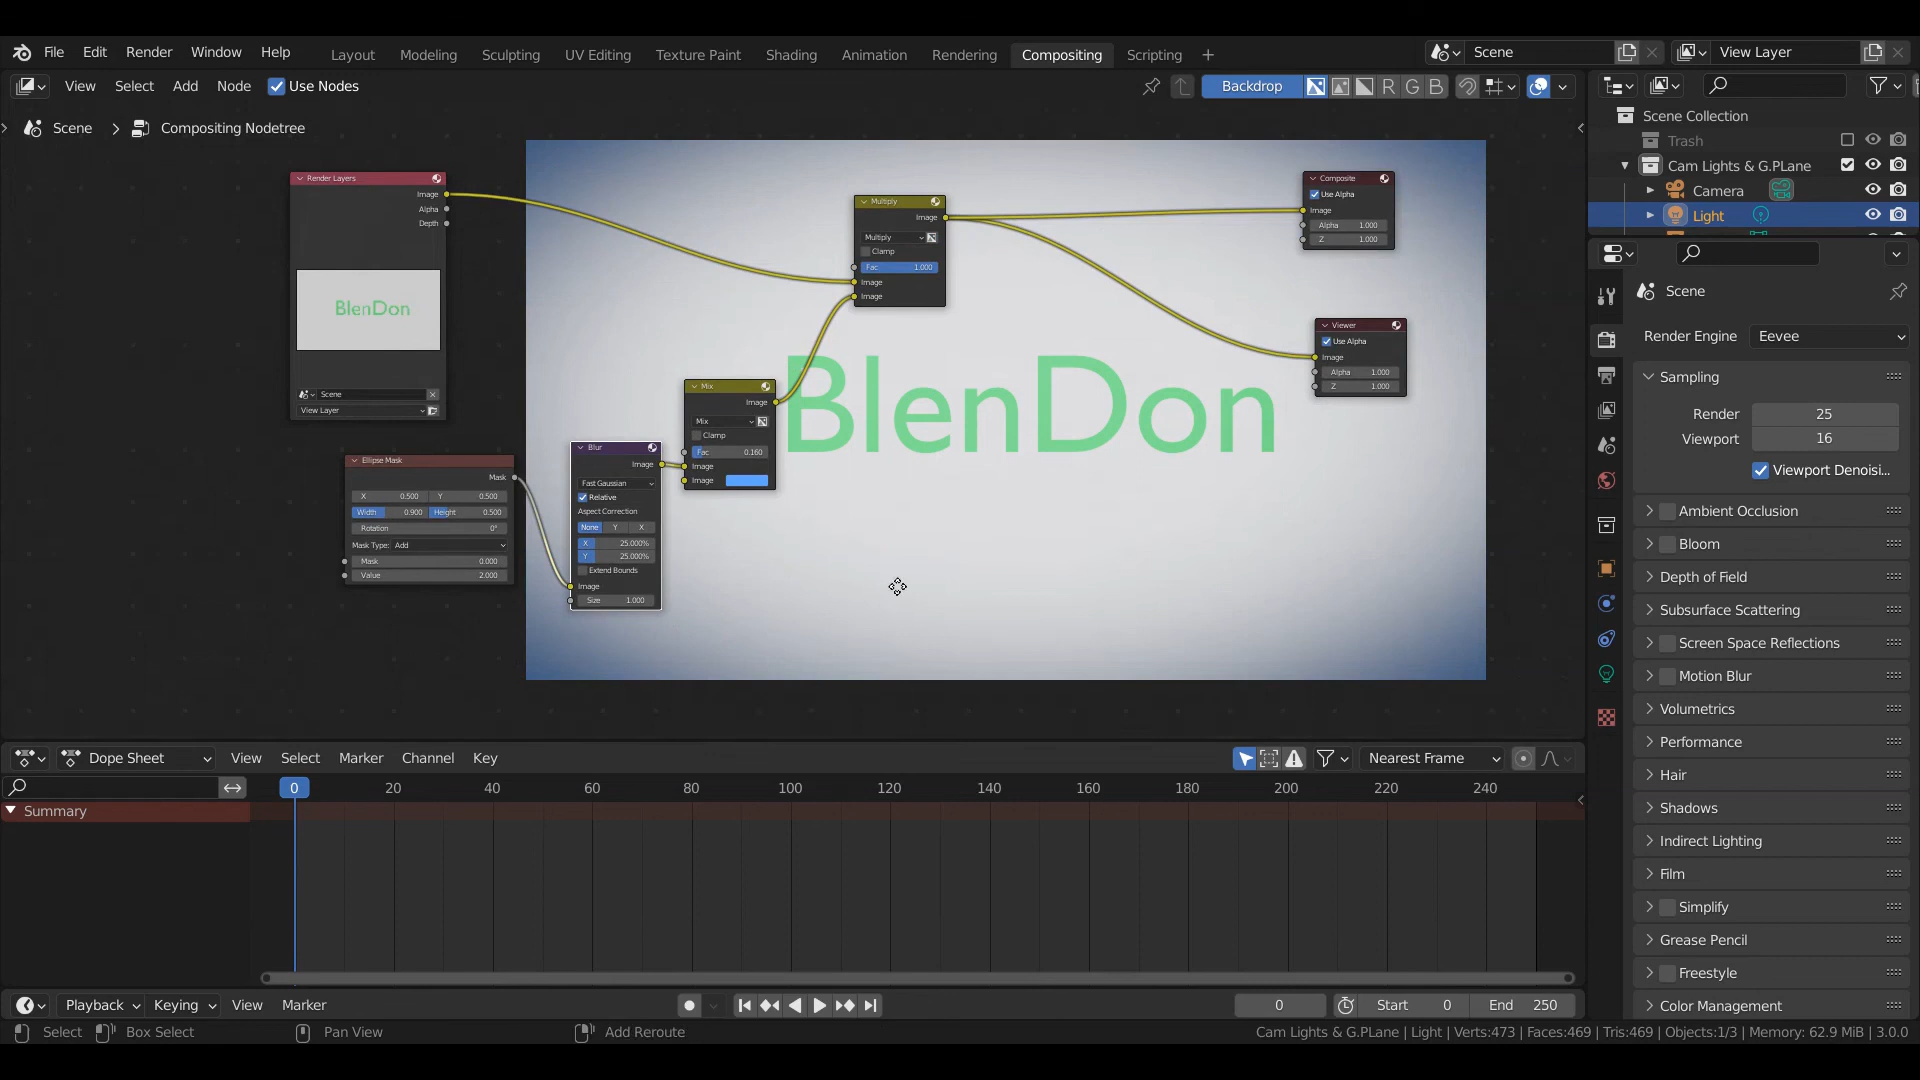 File Edit Render Window Help Layout Modeling Sculpting UV Editing Texture Paint Shading Animation Rendering Compositing Scripting + Scene View Layer
View Select Add Node Use Nodes Backdrop R G B
Scene > Compositing Nodetree
Scene Collection
Trash
Cam Lights & G.PLane
Camera
Light
Render Layers
Image
Alpha
Depth
BlenDon
Scene
View Layer
Ellipse Mask
Mask
X 0.500 Y 0.500
Width 0.900 Height 0.500
Rotation 0°
Mask Type: Add
Mask 0.000
Value 2.000
Blur
Image
Fast Gaussian
Relative
Aspect Correction
None Y X
X 25.000%
Y 25.000%
Extend Bounds
Image
Size 1.000
Mix
Image
Mix
Clamp
Fac 0.160
Image
Image
Multiply
Image
Multiply
Clamp
Fac 1.000
Image
Image
BlenDon
Composite
Use Alpha
Image
Alpha 1.000
Z 1.000
Viewer
Use Alpha
Image
Alpha 1.000
Z 1.000
Scene
Render Engine Eevee
Sampling
Render 25
Viewport 16
Viewport Denoisi...
Ambient Occlusion
Bloom
Depth of Field
Subsurface Scattering
Screen Space Reflections
Motion Blur
Volumetrics
Performance
Hair
Shadows
Indirect Lighting
Film
Simplify
Grease Pencil
Freestyle
Color Management
Dope Sheet View Select Marker Channel Key Nearest Frame
0 20 40 60 80 100 120 140 160 180 200 220 240
Summary
Playback Keying View Marker 0 Start 0 End 250
Select Box Select Pan View Add Reroute Cam Lights & G.PLane | Light | Verts:473 | Faces:469 | Tris:469 | Objects:1/3 | Memory: 62.9 MiB | 3.0.0